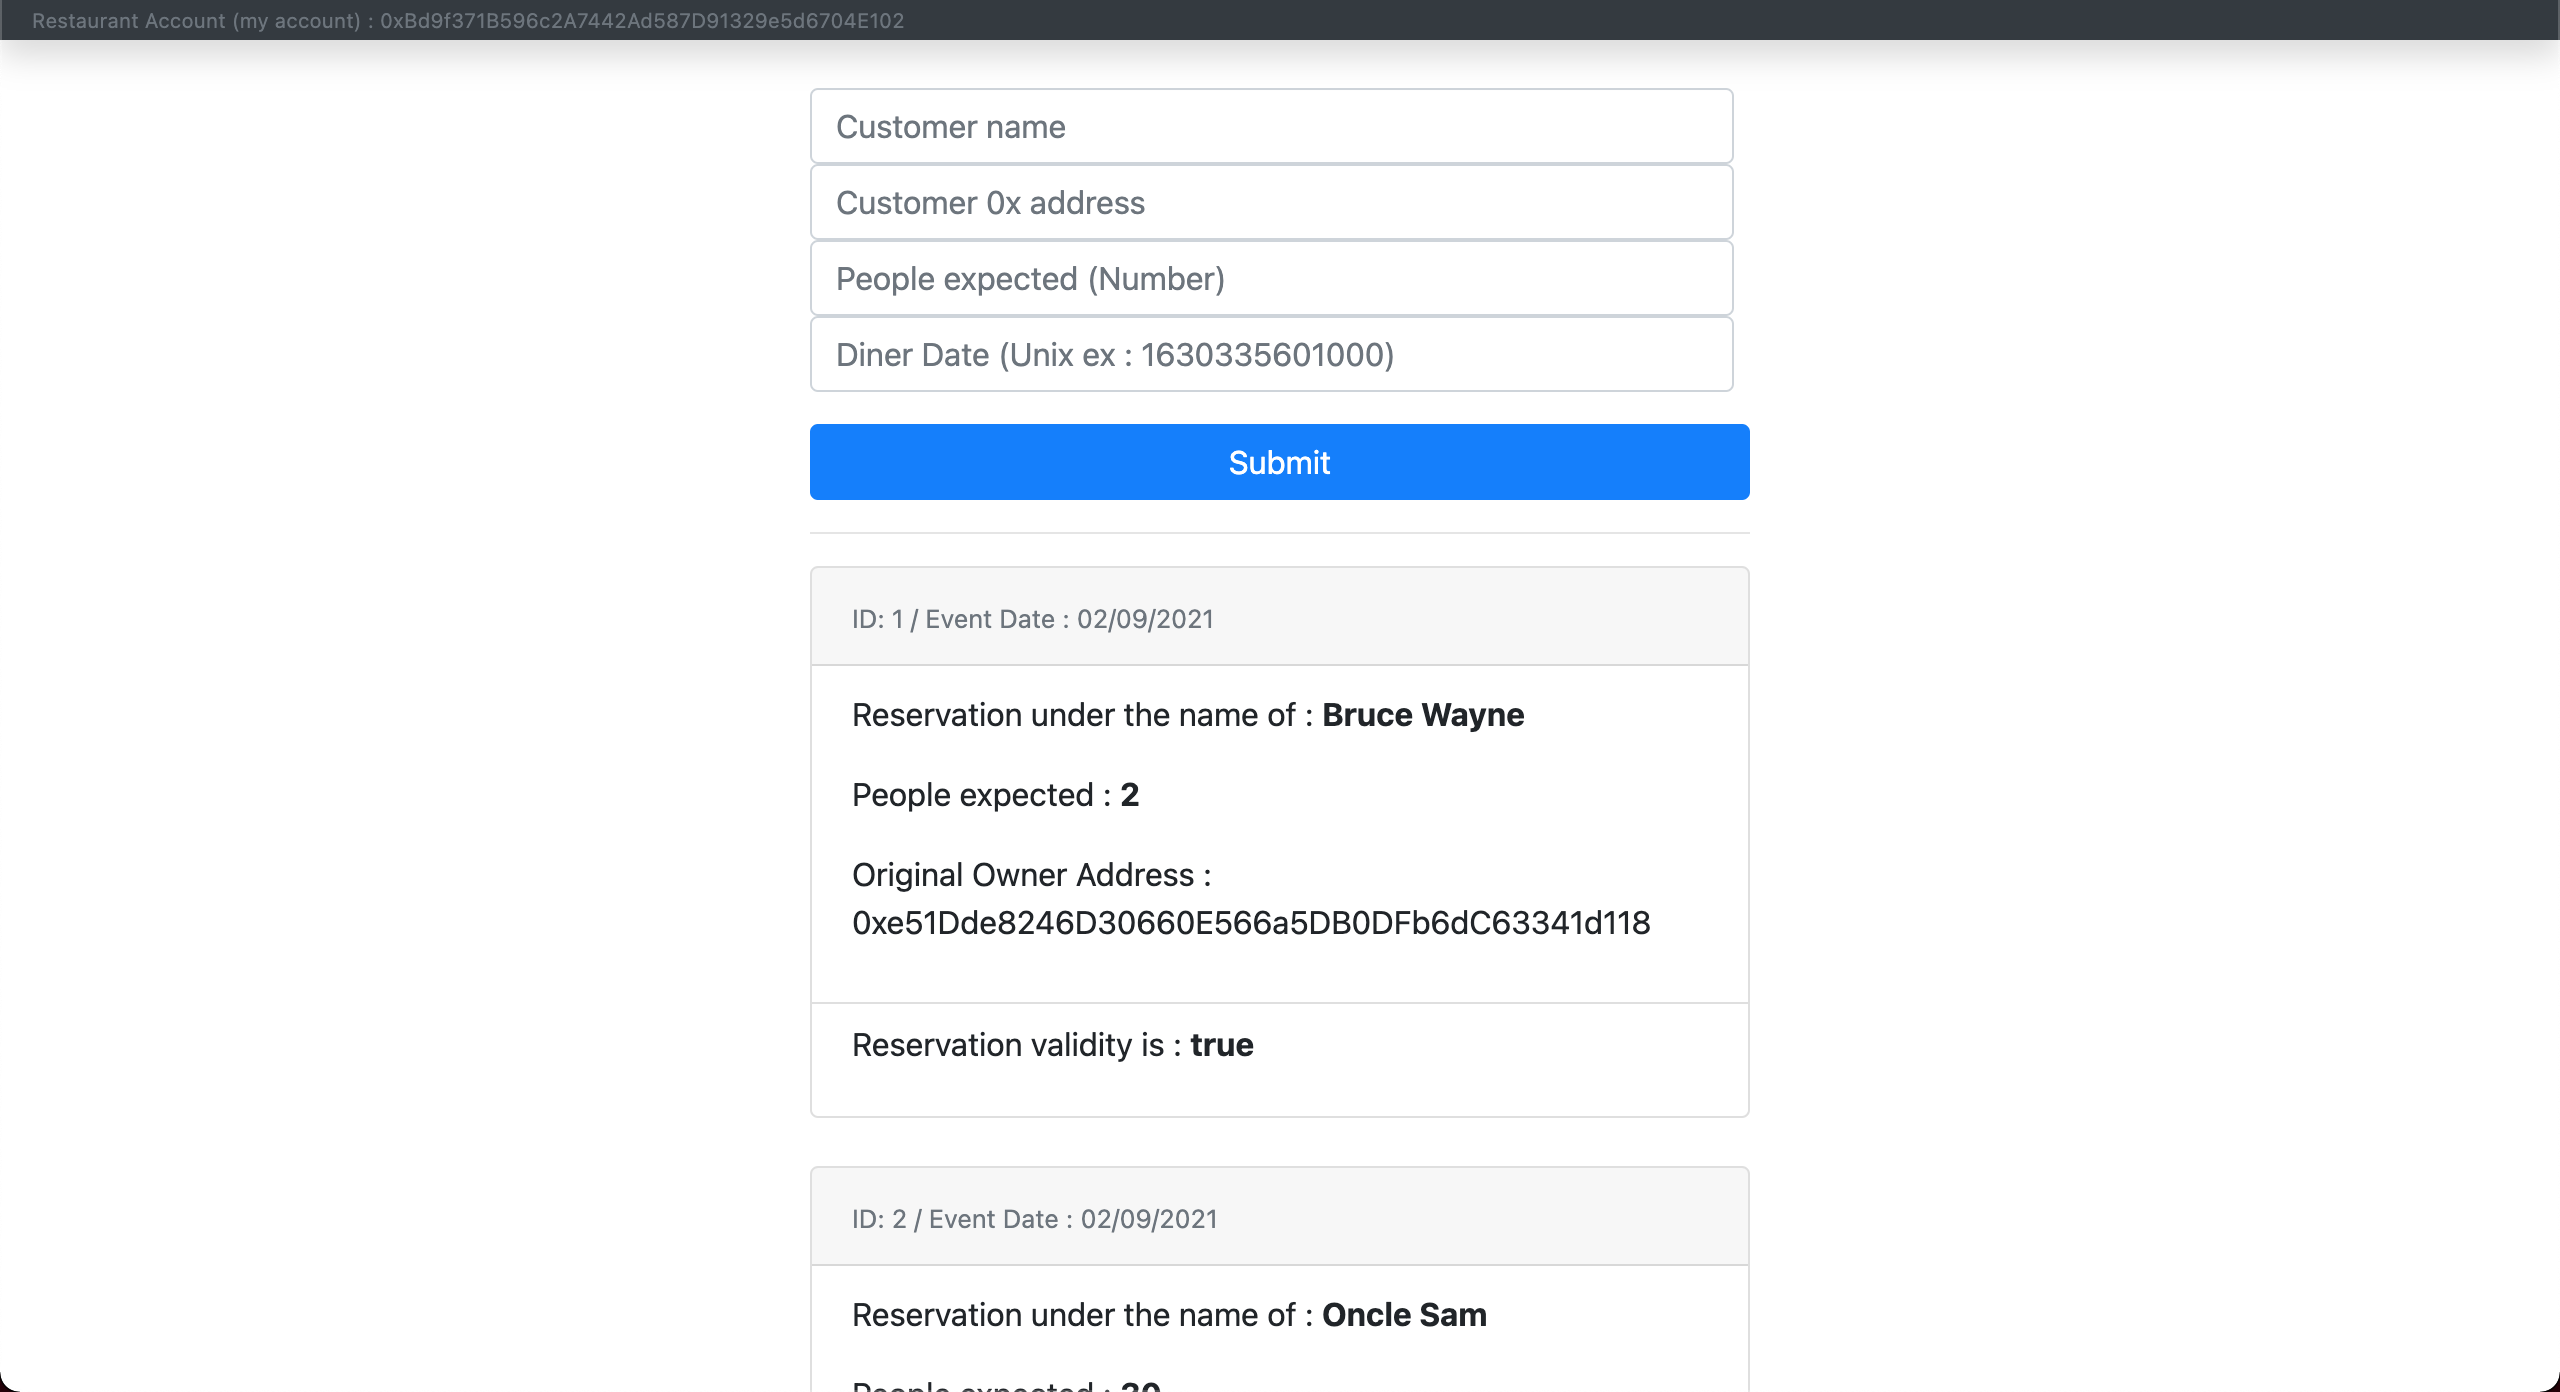 Restaurant Account (my account) : 0xBd9f371B596c2A7442Ad587D91329e5d6704E102
Customer name
Customer 0x address
People expected (Number)
Diner Date (Unix ex : 1630335601000)
Submit
ID: 1 / Event Date : 02/09/2021
Reservation under the name of : Bruce Wayne
People expected : 2
Original Owner Address :
0xe51Dde8246D30660E566a5DB0DFb6dC63341d118
Reservation validity is : true
ID: 2 / Event Date : 02/09/2021
Reservation under the name of : Oncle Sam
People expected :